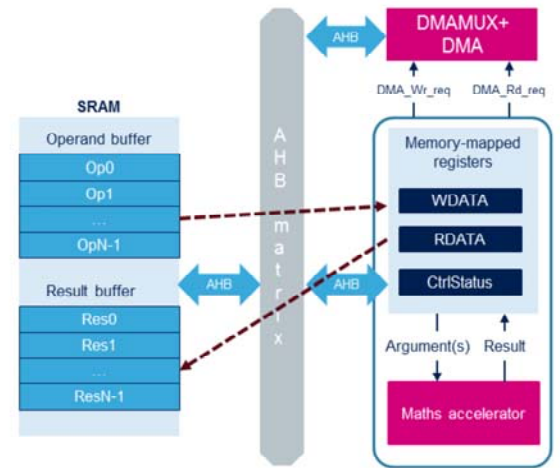 DMAMUX+
DMA
AHB
DMA_Wr_req
DMA_Rd_req
SRAM
Operand buffer
Op0
Op1
...
OpN-1
Result buffer
Res0
Res1
...
ResN-1
AHB
AHB matrix
AHB
Memory-mapped
registers
WDATA
RDATA
CtrlStatus
Argument(s)
Result
Maths accelerator